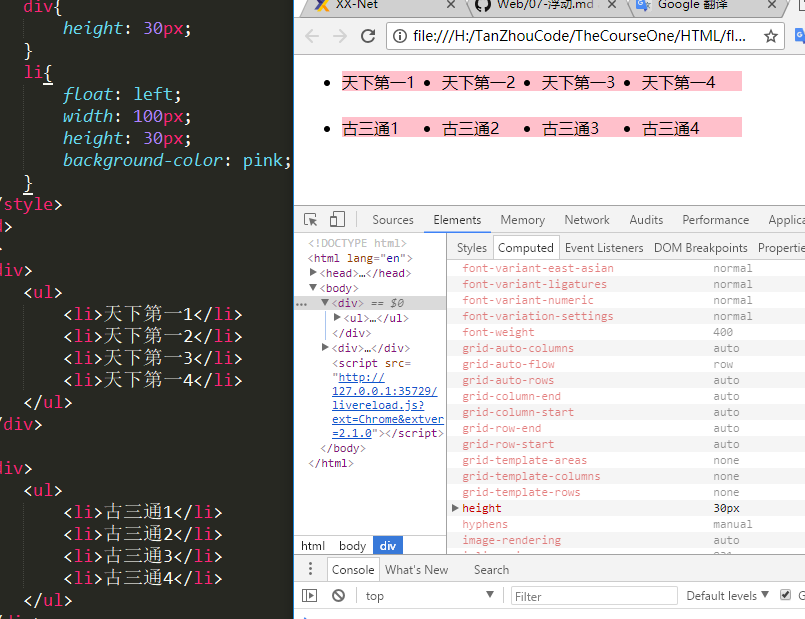 div{
height: 30px;
}
li{
float: left;
width: 100px;
height: 30px;
background-color: pink;
}
/style>
>
div>
<ul>
<li>天下第一1</li>
<li>天下第一2</li>
<li>天下第一3</li>
<li>天下第一4</li>
</ul>
/div>
div>
<ul>
<li>古三通1</li>
<li>古三通2</li>
<li>古三通3</li>
<li>古三通4</li>
</ul>
XX-Net
Web/07-浮动.md
Google 翻译
file:///H:/TanZhouCode/TheCourseOne/HTML/fl...
天下第一1 天下第一2 天下第一3 天下第一4
古三通1 古三通2 古三通3 古三通4
Sources Elements Memory Network Audits Performance Applica
<!DOCTYPE html>
<html lang="en">
<head>…</head>
<body>
<div> == $0
<ul>…</ul>
</div>
<div>…</div>
<script src=
"http://
127.0.0.1:35729/
livereload.js?
ext=Chrome&extver
=2.1.0"></script>
</body>
</html>
html body div
Styles Computed Event Listeners DOM Breakpoints Propertie
font-variant-east-asian normal
font-variant-ligatures normal
font-variant-numeric normal
font-variation-settings normal
font-weight 400
grid-auto-columns auto
grid-auto-flow row
grid-auto-rows auto
grid-column-end auto
grid-column-start auto
grid-row-end auto
grid-row-start auto
grid-template-areas none
grid-template-columns none
grid-template-rows none
height 30px
hyphens manual
image-rendering auto
Console What's New Search
top Filter Default levels